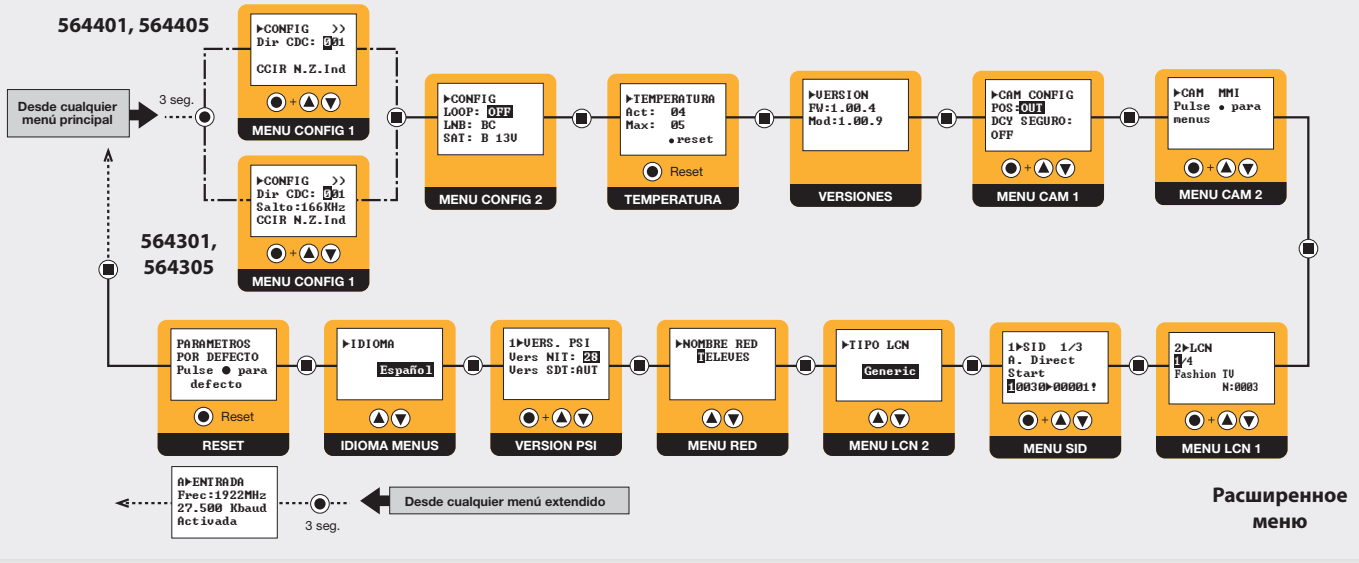 564401, 564405
▶CONFIG >>
Dir CDC: 001
CCIR N.Z.Ind
+
MENU CONFIG 1
Desde cualquier
menú principal
3 seg.
▶CONFIG >>
Dir CDC: 001
Salto:166KHz
CCIR N.Z.Ind
+
MENU CONFIG 1
564301,
564305
▶CONFIG
LOOP: OFF
LNB: BC
SAT: B 13V
MENU CONFIG 2
▶TEMPERATURA
Act: 04
Max: 05
●reset
Reset
TEMPERATURA
▶VERSION
FW:1.00.4
Mod:1.00.9
VERSIONES
▶CAM CONFIG
POS:OUT
DCY SEGURO:
OFF
+
MENU CAM 1
▶CAM MMI
Pulse ● para
menus
+
MENU CAM 2
PARAMETROS
POR DEFECTO
Pulse ● para
defecto
Reset
RESET
▶IDIOMA
Español
IDIOMA MENUS
1▶VERS. PSI
Vers NIT: 28
Vers SDT:AUT
+
VERSION PSI
▶NOMBRE RED
TELEVES
MENU RED
▶TIPO LCN
Generic
MENU LCN 2
1▶SID 1/3
A. Direct
Start
10030▶00001!
+
MENU SID
2▶LCN
1/4
Fashion TV
N:0003
+
MENU LCN 1
A▶ENTRADA
Frec:1922MHz
27.500 Kbaud
Activada
3 seg.
Desde cualquier menú extendido
Расширенное
меню